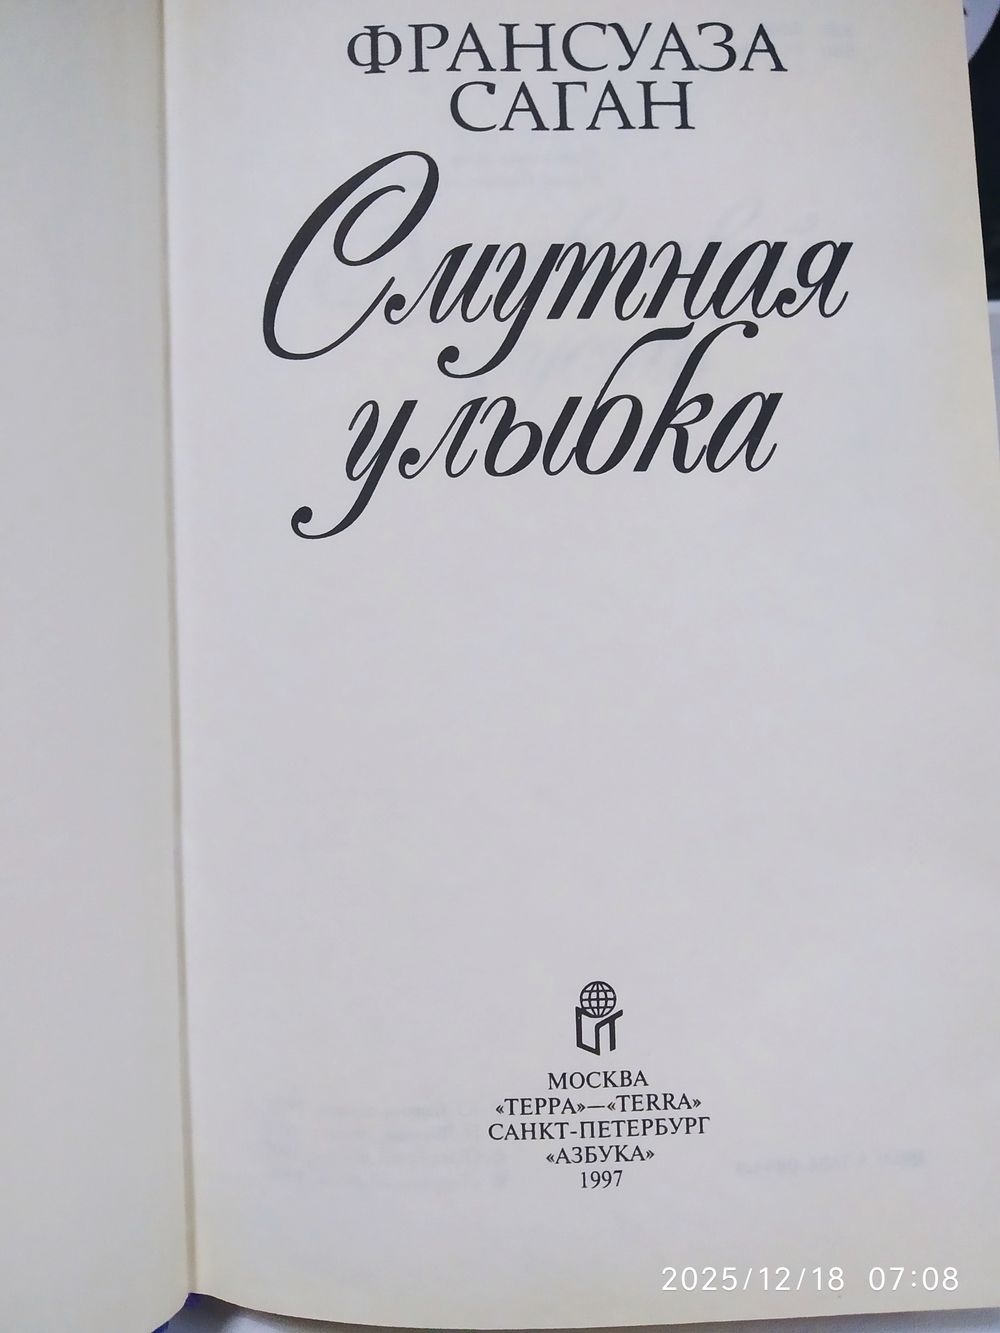 ФРАНСУАЗА
САГАН
Смутная
улыбка
МОСКВА
«ТЕРРА»—«TERRA»
САНКТ-ПЕТЕРБУРГ
«АЗБУКА»
1997
2025/12/18 07:08